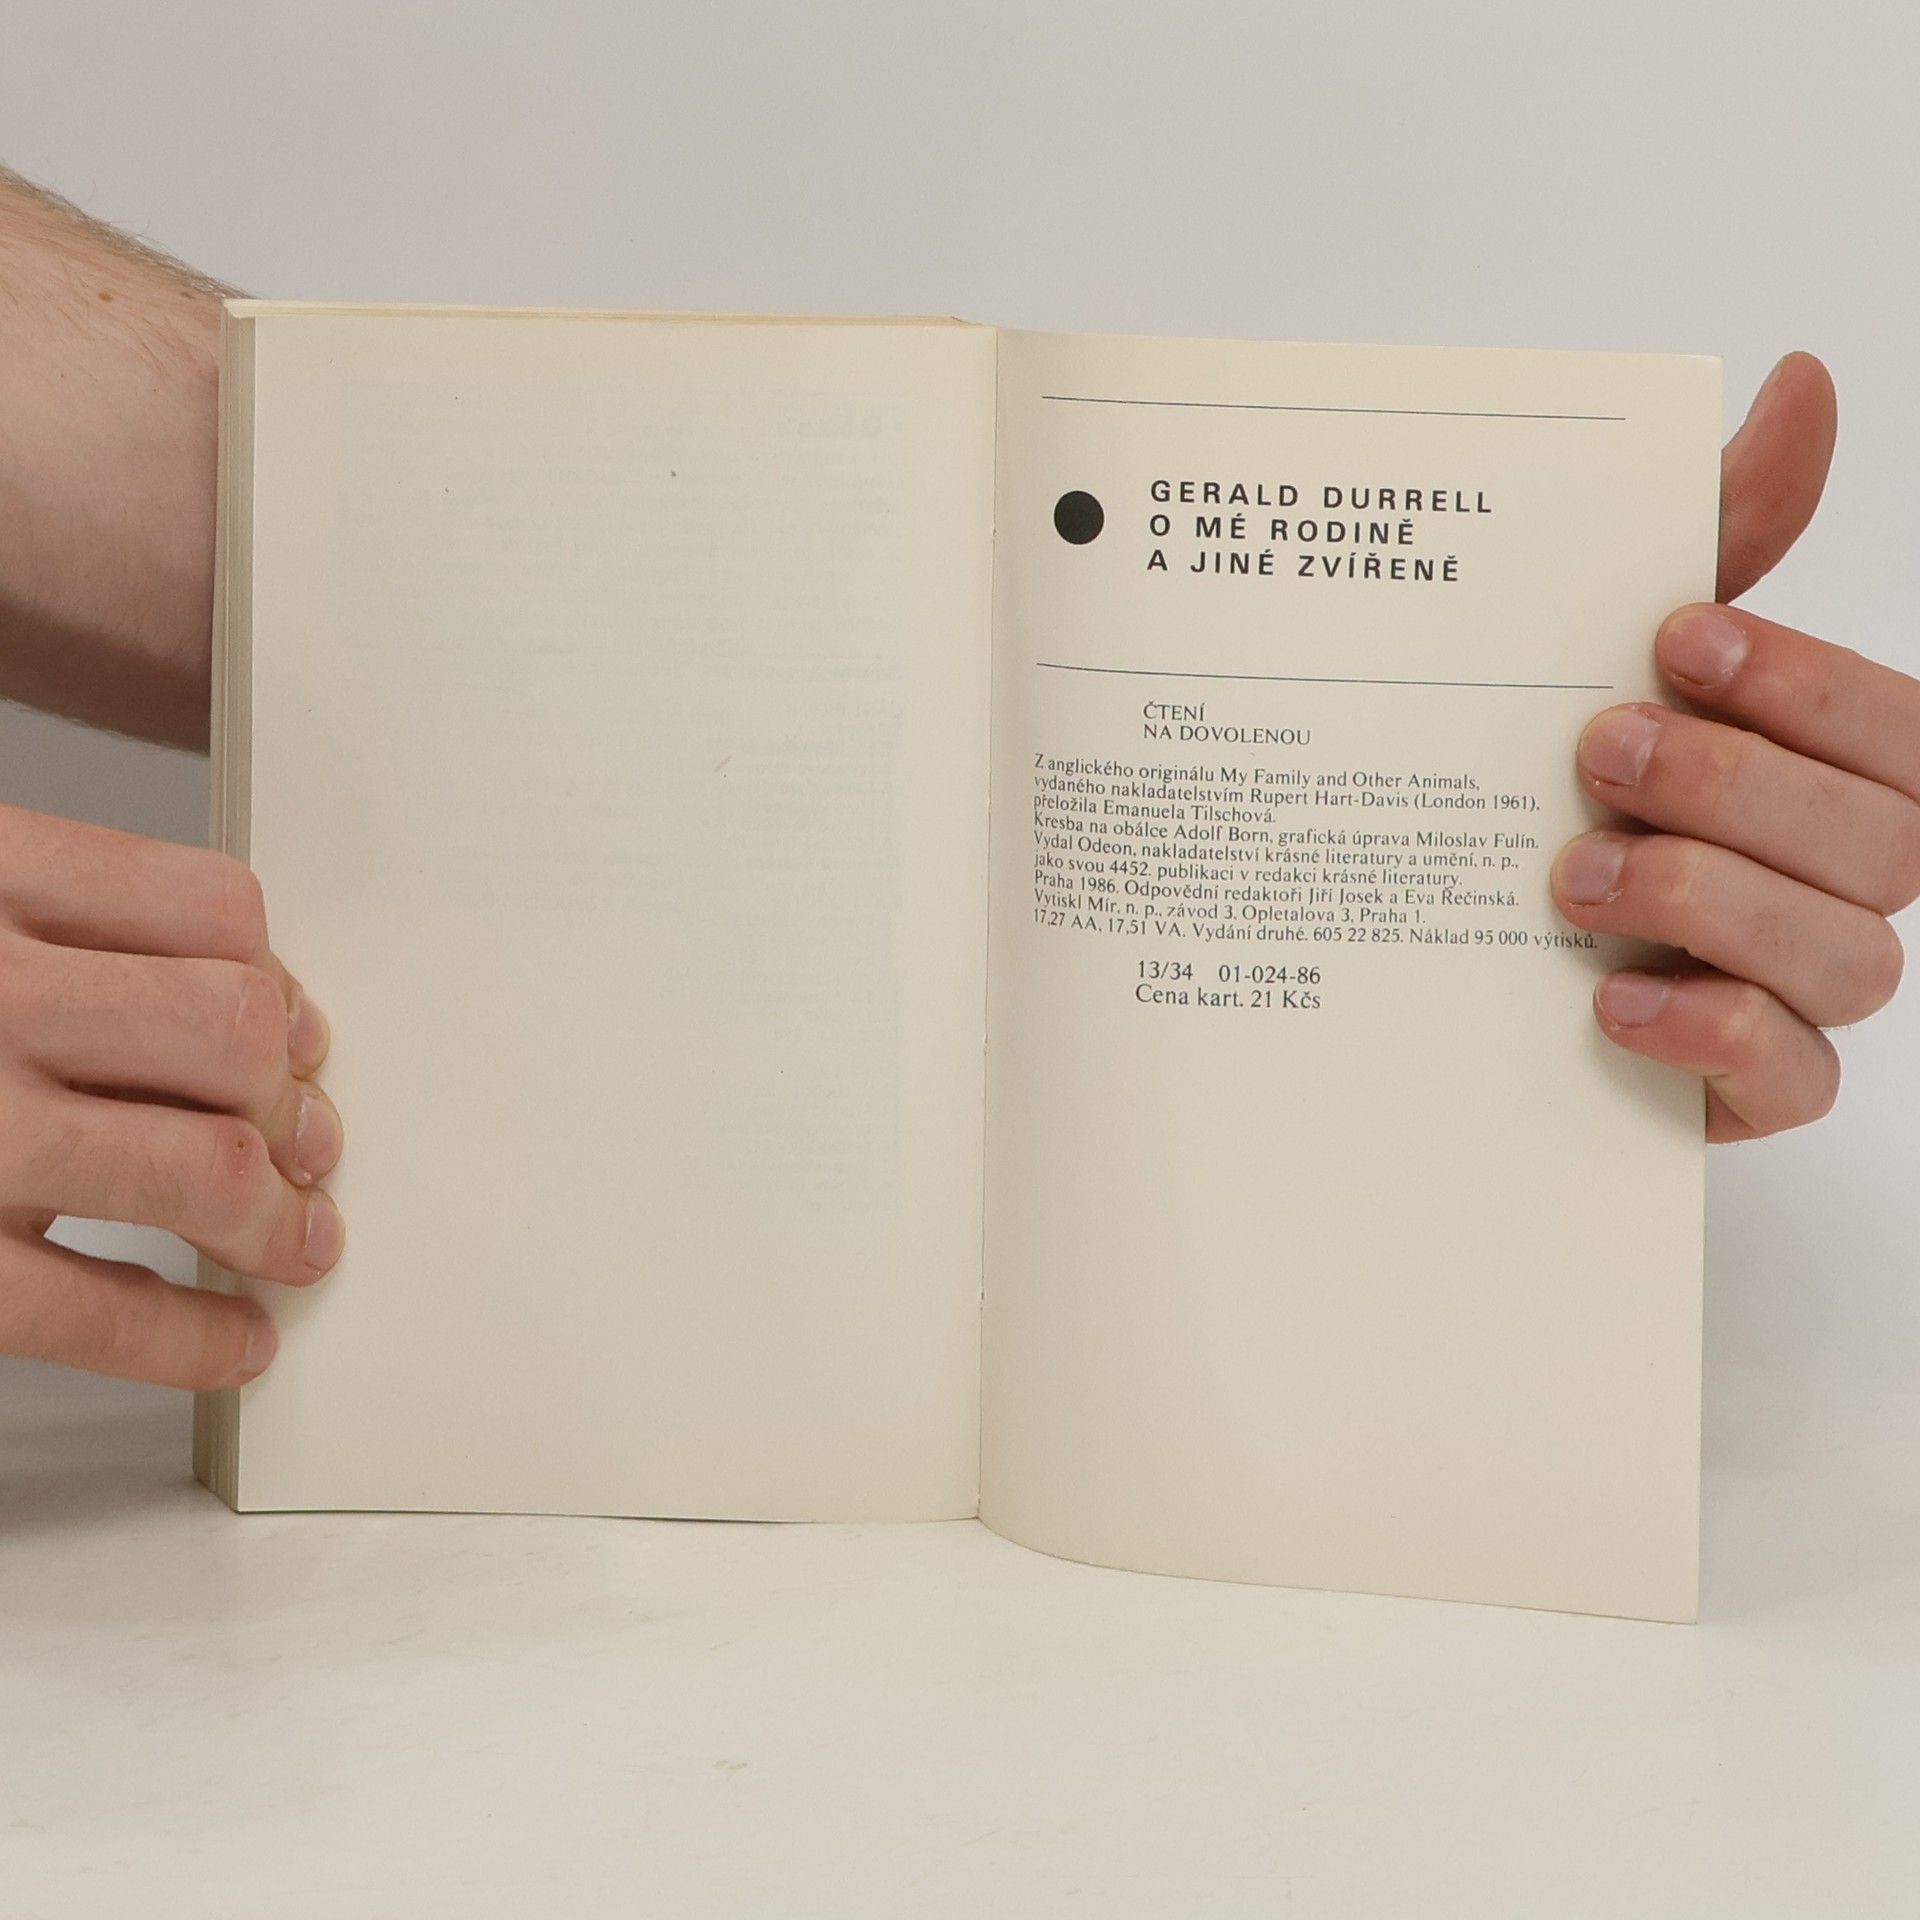 GERALD DURRELL
O MÉ RODINĚ
A JINÉ ZVÍŘENĚ
ČTENÍ
NA DOVOLENOU
Z anglického originálu My Family and Other Animals,
vydaného nakladatelstvím Rupert Hart-Davis (London 1961),
přeložila Emanuela Tilschová.
Kresba na obálce Adolf Born, grafická úprava Miloslav Fulín.
Vydal Odeon, nakladatelství krásné literatury a umění, n. p.,
jako svou 4452. publikaci v redakci krásné literatury.
Praha 1986. Odpovědní redaktoři Jiří Josek a Eva Řečinská.
Vytiskl Mír, n. p., závod 3, Opletalova 3, Praha 1.
17,27 AA, 17,51 VA. Vydání druhé. 605 22 825. Náklad 95 000 výtisků.
13/34 01-024-86
Cena kart. 21 Kčs